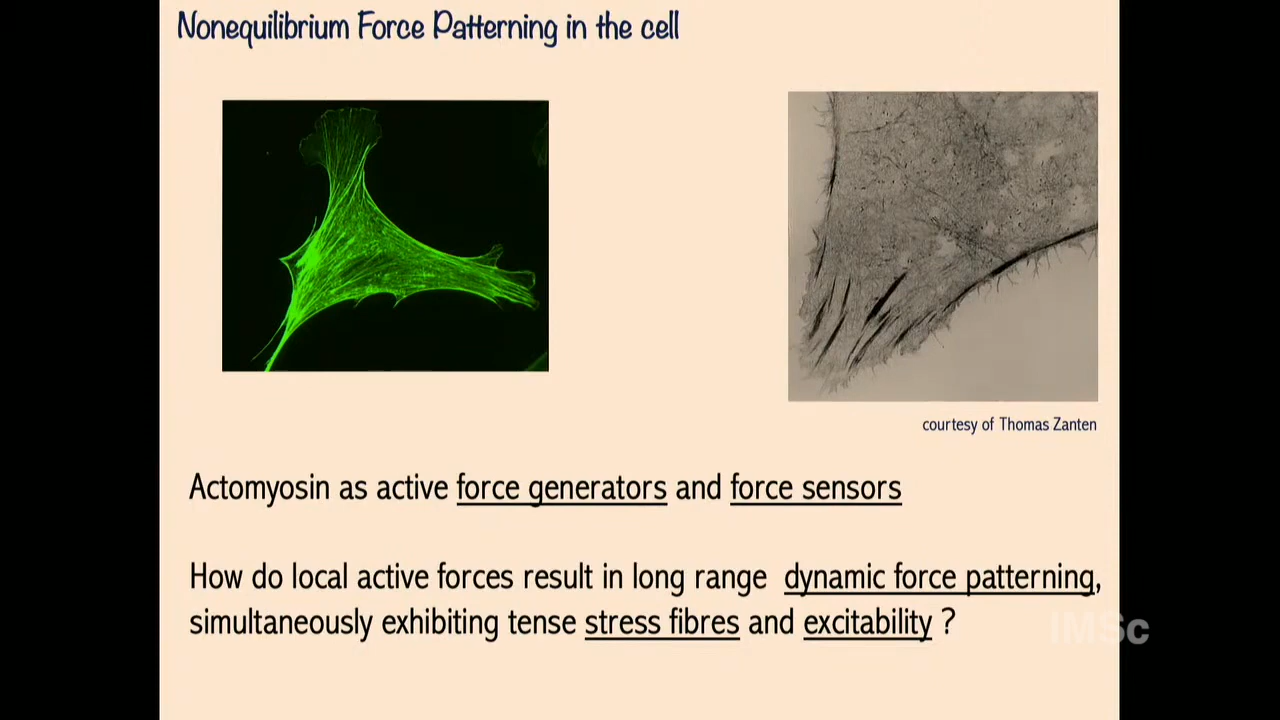 Nonequilibrium Force Patterning in the cell
courtesy of Thomas Zanten
Actomyosin as active force generators and force sensors
How do local active forces result in long range dynamic force patterning,
simultaneously exhibiting tense stress fibres and excitability ?
IMSc